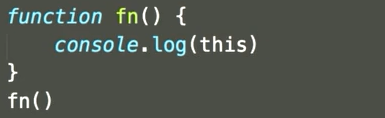 function fn() {
    console.log(this)
}
fn()